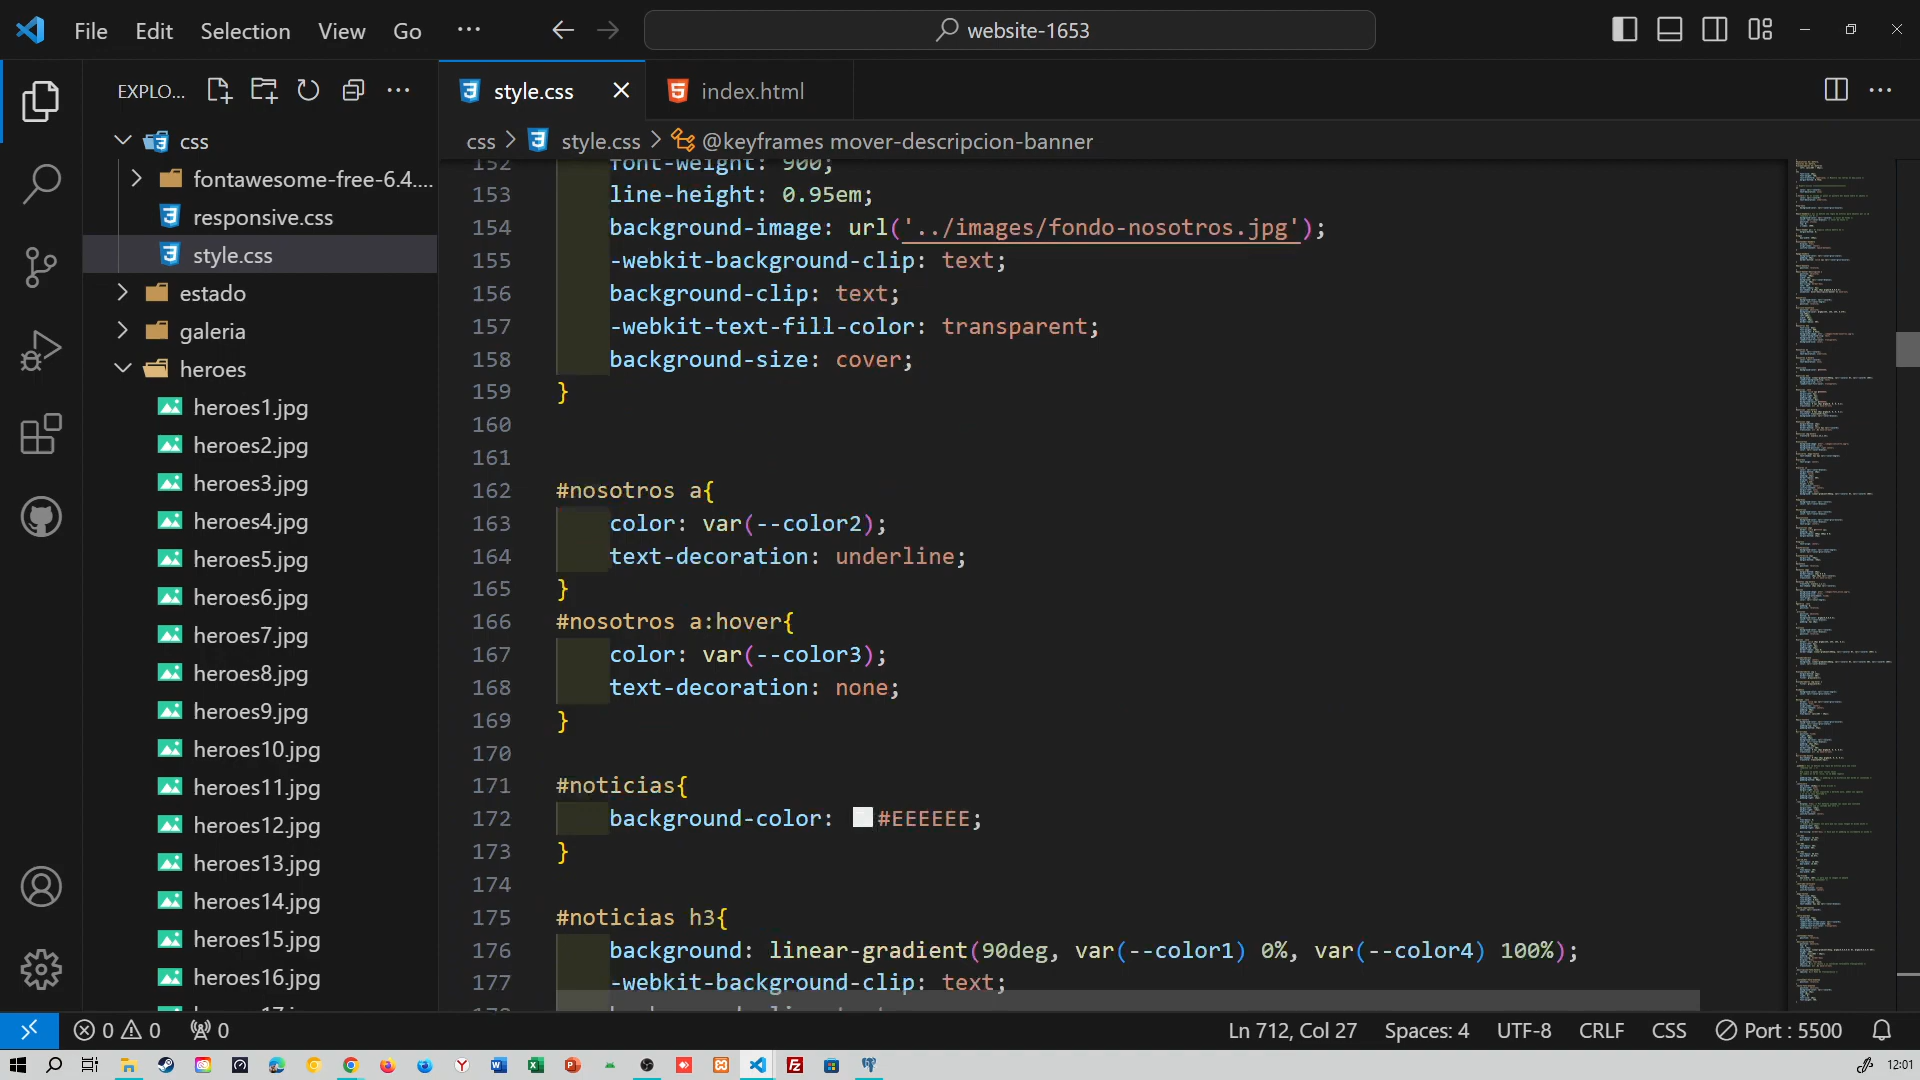 File Edit Selection View Go ···
website-1653
EXPLO...
style.css
index.html
css > style.css > @keyframes mover-descripcion-banner
css
fontawesome-free-6.4....
responsive.css
style.css
estado
galeria
heroes
heroes1.jpg
heroes2.jpg
heroes3.jpg
heroes4.jpg
heroes5.jpg
heroes6.jpg
heroes7.jpg
heroes8.jpg
heroes9.jpg
heroes10.jpg
heroes11.jpg
heroes12.jpg
heroes13.jpg
heroes14.jpg
heroes15.jpg
heroes16.jpg
152 font-weight: 900;
153 line-height: 0.95em;
154 background-image: url('../images/fondo-nosotros.jpg');
155 -webkit-background-clip: text;
156 background-clip: text;
157 -webkit-text-fill-color: transparent;
158 background-size: cover;
159 }
160
161
162 #nosotros a{
163 color: var(--color2);
164 text-decoration: underline;
165 }
166 #nosotros a:hover{
167 color: var(--color3);
168 text-decoration: none;
169 }
170
171 #noticias{
172 background-color: #EEEEEE;
173 }
174
175 #noticias h3{
176 background: linear-gradient(90deg, var(--color1) 0%, var(--color4) 100%);
177 -webkit-background-clip: text;
0 0 0
Ln 712, Col 27 Spaces: 4 UTF-8 CRLF CSS Port : 5500
12:01